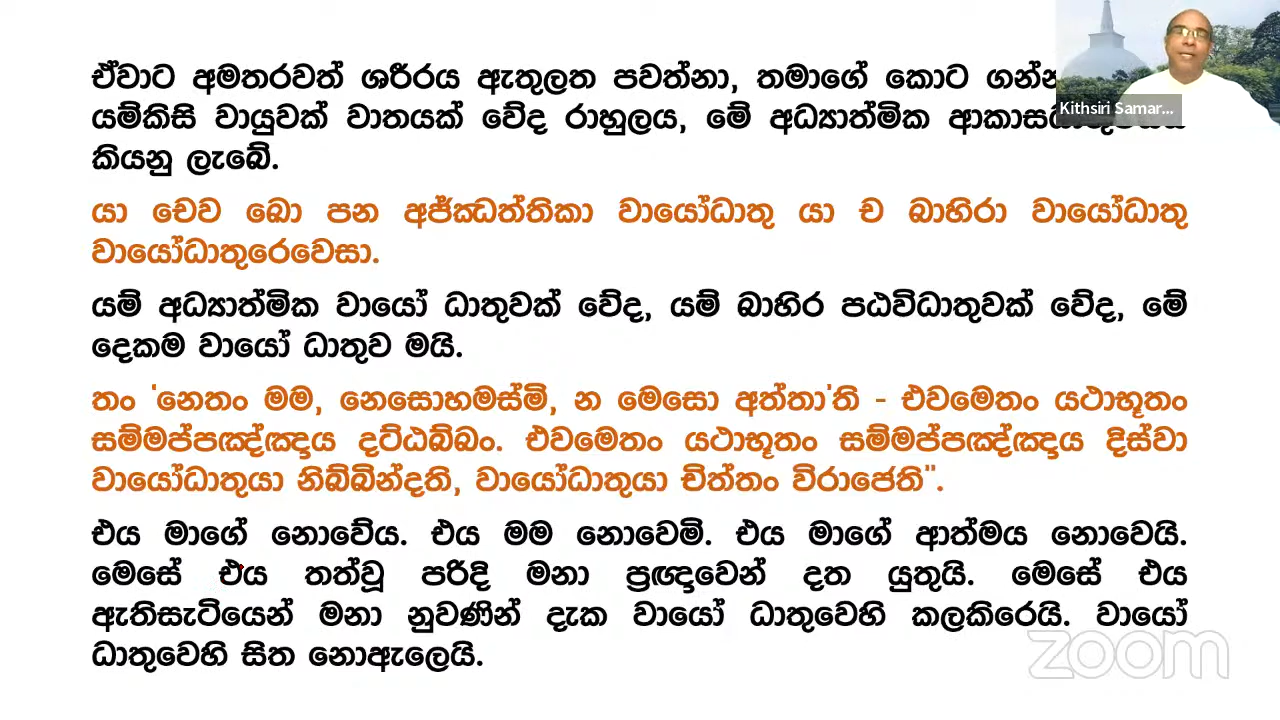 ඒවාට අමතරවත් ශරීරය ඇතුලත පවත්නා, තමාගේ කොට ගන්නා
යම්කිසි වායුවක් වාතයක් වේද රාහුලය, මේ අධ්‍යාත්මික
කියනු ලැබේ.
යා චෙව ඛො පන අජ්ඣත්තිකා වායෝධාතු යා ච බාහිරා වායෝධාතු
වායෝධාතුරෙවෙසා.
යම් අධ්‍යාත්මික වායෝ ධාතුවක් වේද, යම් බාහිර පඨවිධාතුවක් වේද, මේ
දෙකම වායෝ ධාතුව මයි.
තං 'නෙතං මම, නෙසොහමස්මි, න මෙසො අත්තා'ති - එවමෙතං යථාභූතං
සම්මප්පඤ්ඤාය දට්ඨබ්බං. එවමෙතං යථාභූතං සම්මප්පඤ්ඤාය දිස්වා
වායෝධාතුයා නිබ්බින්දති, වායෝධාතුයා චිත්තං විරාජෙති".
එය මාගේ නොවේය. එය මම නොවෙමි. එය මාගේ ආත්මය නොවෙයි.
මෙසේ එය තත්වූ පරිදි මනා ප්‍රඥාවෙන් දත යුතුයි. මෙසේ එය
ඇතිසැටියෙන් මනා නුවණින් දැක වායෝ ධාතුවෙහි කලකිරෙයි. වායෝ
ධාතුවෙහි සිත නොඇලෙයි.
Kithsiri Samar...
zoom